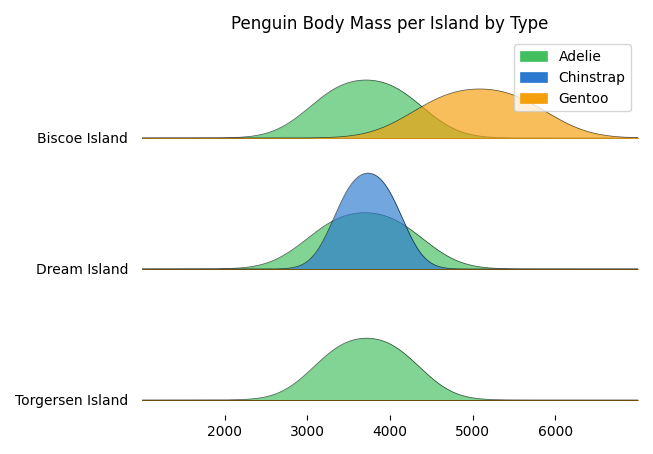 Penguin Body Mass per Island by Type
Adelie
Chinstrap
Gentoo
Biscoe Island
Dream Island
Torgersen Island
2000 3000 4000 5000 6000